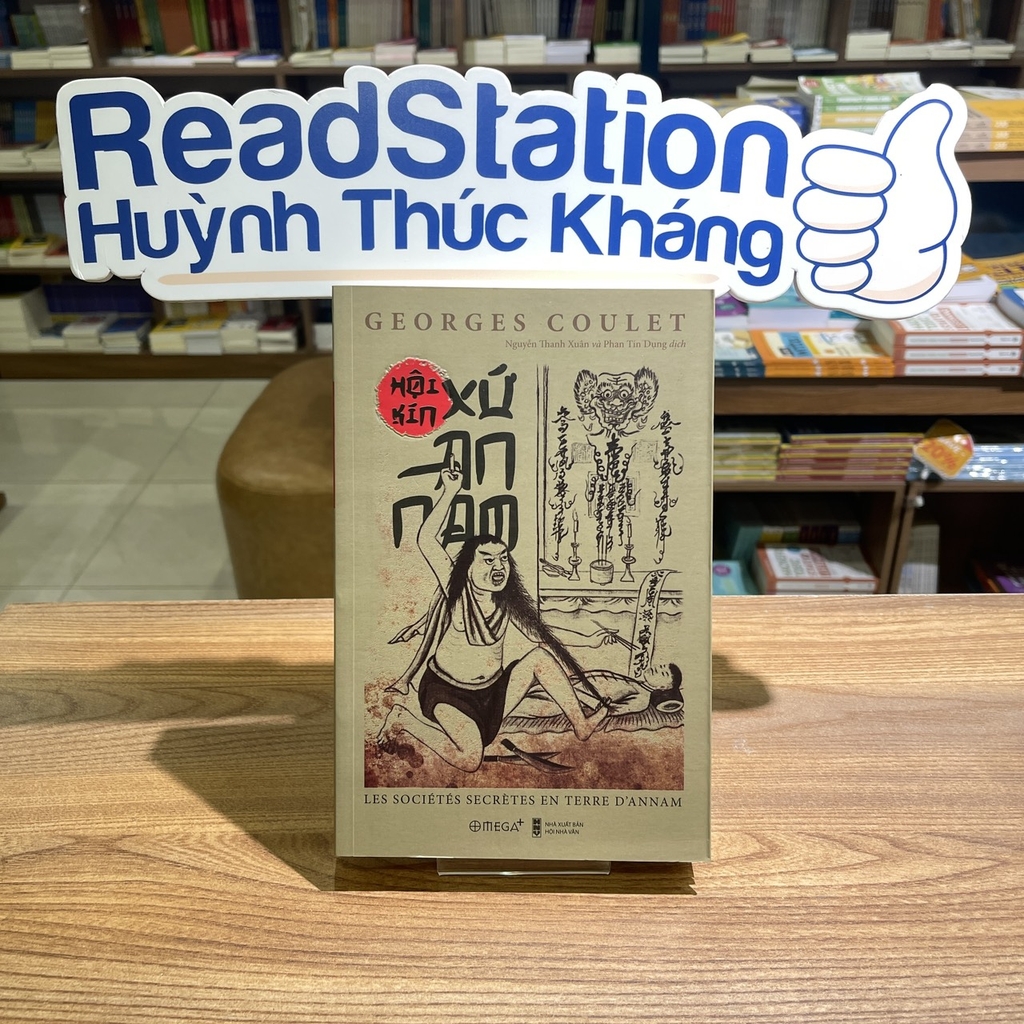 ReadStation
Huỳnh Thúc Kháng
GEORGES COULET
Nguyễn Thanh Xuân và Phan Tín Dụng dịch
HỘI
KÍN
XỨ
AN
NAM
LES SOCIÉTÉS SECRÈTES EN TERRE D'ANNAM
OMEGA+
NHÀ XUẤT BẢN
HỘI NHÀ VĂN